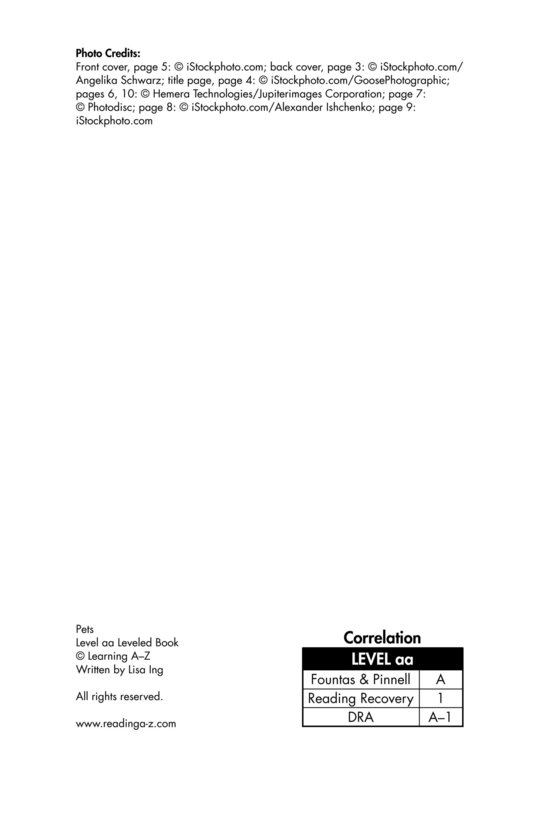 Photo Credits:
Front cover, page 5: © iStockphoto.com; back cover, page 3: © iStockphoto.com/
Angelika Schwarz; title page, page 4: © iStockphoto.com/GoosePhotographic;
pages 6, 10: © Hemera Technologies/Jupiterimages Corporation; page 7:
© Photodisc; page 8: © iStockphoto.com/Alexander Ishchenko; page 9:
iStockphoto.com
Pets
Level aa Leveled Book
© Learning A–Z
Written by Lisa Ing
All rights reserved.
www.readinga-z.com
Correlation
LEVEL aa
Fountas & Pinnell A
Reading Recovery 1
DRA A–1